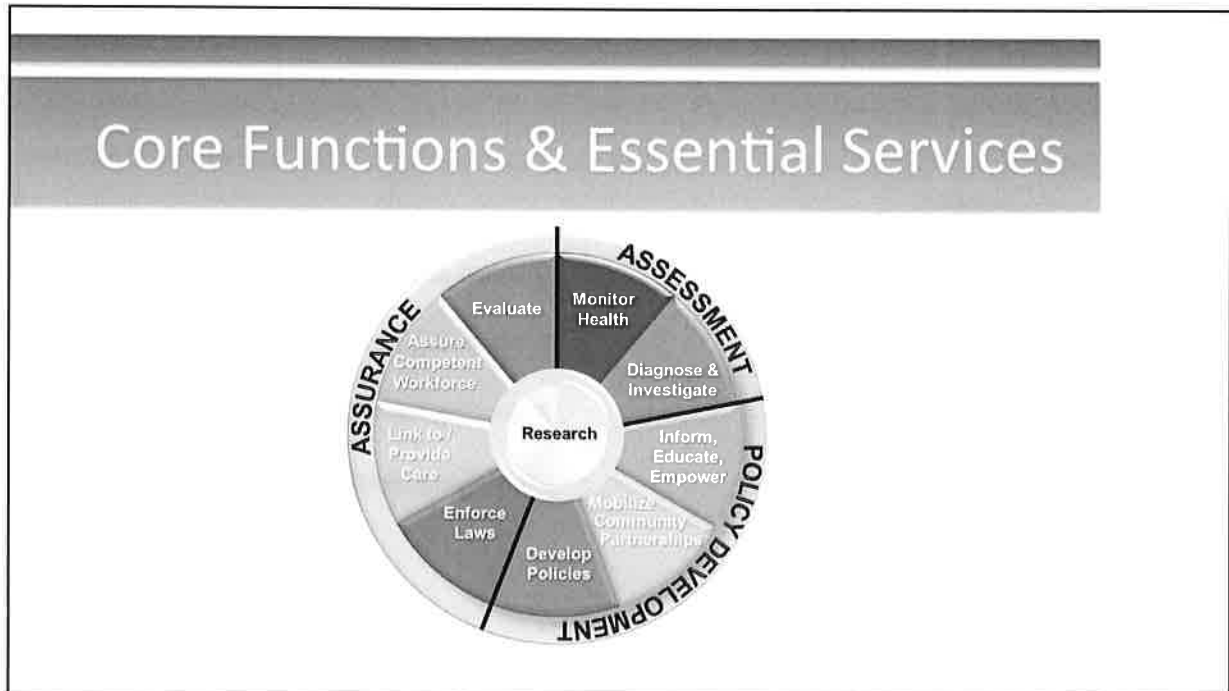 Core Functions & Essential Services
ASSESSMENT
Monitor
Health
Diagnose &
Investigate
POLICY DEVELOPMENT
Inform,
Educate,
Empower
Mobilize
Community
Partnerships
Develop
Policies
ASSURANCE
Enforce
Laws
Link to /
Provide
Care
Assure
Competent
Workforce
Evaluate
Research